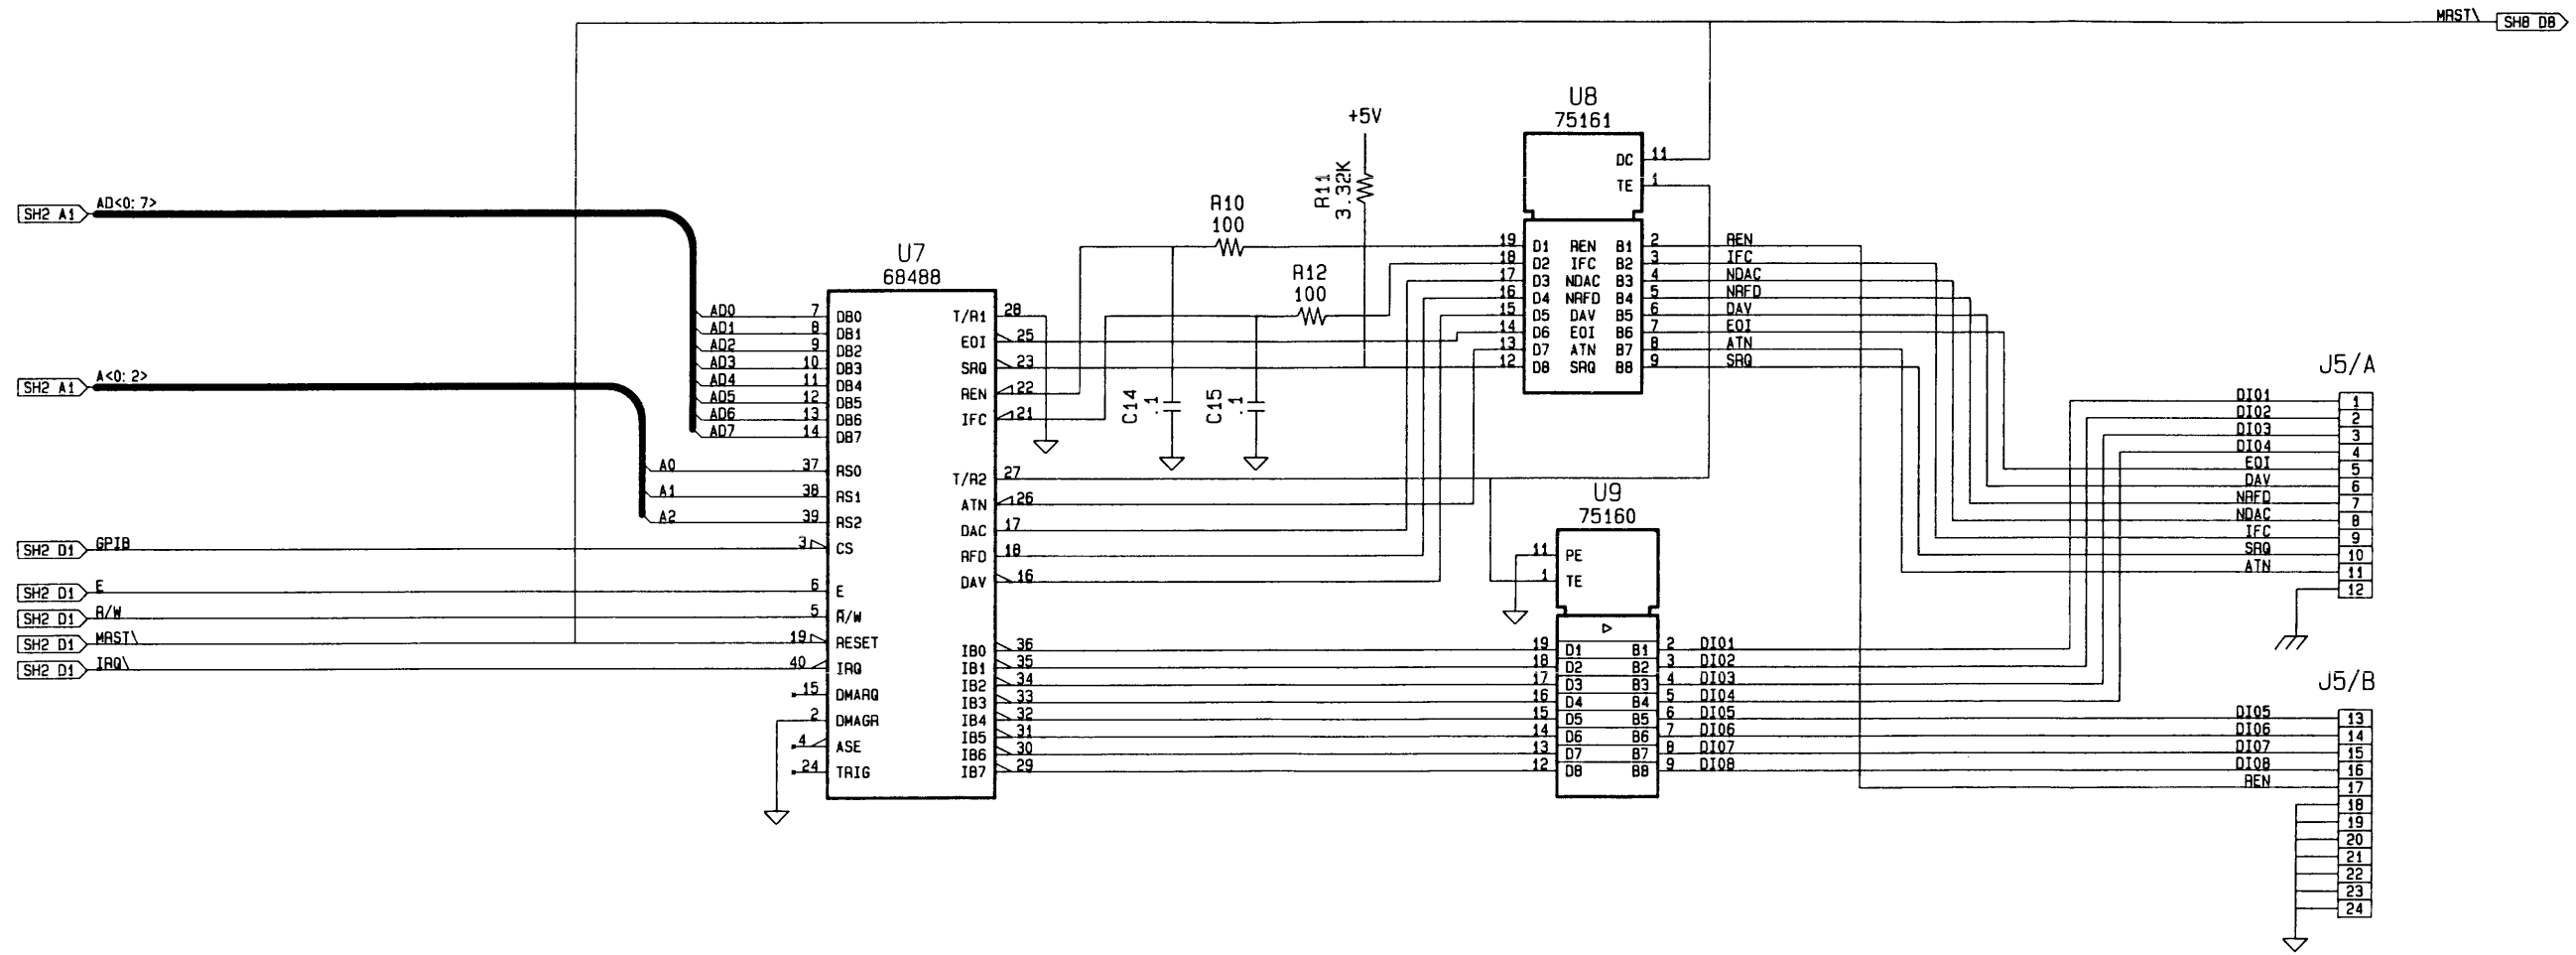 MRST\ SH8 D8
U8
75161
+5V
R11
3.32K
DC 11
TE 1
SH2 A1 AD<0:7>
R10
100
U7
68488
R12
100
19 D1 REN B1 2 REN
18 D2 IFC B2 3 IFC
17 D3 NDAC B3 4 NDAC
16 D4 NRFD B4 5 NRFD
15 D5 DAV B5 6 DAV
14 D6 EOI B6 7 EOI
13 D7 ATN B7 8 ATN
12 D8 SRQ B8 9 SRQ
AD0 7 DB0
AD1 8 DB1
AD2 9 DB2
AD3 10 DB3
AD4 11 DB4
AD5 12 DB5
AD6 13 DB6
AD7 14 DB7
T/R1 28
EOI 25
SRQ 23
REN 22
IFC 21
C14
.1
C15
.1
SH2 A1 A<0:2>
A0 37 RS0
A1 38 RS1
A2 39 RS2
T/R2 27
ATN 26
DAC 17
RFD 18
DAV 16
U9
75160
11 PE
1 TE
J5/A
DIO1 1
DIO2 2
DIO3 3
DIO4 4
EOI 5
DAV 6
NRFD 7
NDAC 8
IFC 9
SRQ 10
ATN 11
12
SH2 D1 GPIB 3 CS
SH2 D1 E 6 E
SH2 D1 R/W 5 R/W
SH2 D1 MRST\ 19 RESET
SH2 D1 IRQ\ 40 IRQ
15 DMARQ
2 DMAGR
4 ASE
24 TRIG
IB0 36
IB1 35
IB2 34
IB3 33
IB4 32
IB5 31
IB6 30
IB7 29
19 D1 B1 2 DIO1
18 D2 B2 3 DIO2
17 D3 B3 4 DIO3
16 D4 B4 5 DIO4
15 D5 B5 6 DIO5
14 D6 B6 7 DIO6
13 D7 B7 8 DIO7
12 D8 B8 9 DIO8
J5/B
DIO5 13
DIO6 14
DIO7 15
DIO8 16
REN 17
18
19
20
21
22
23
24